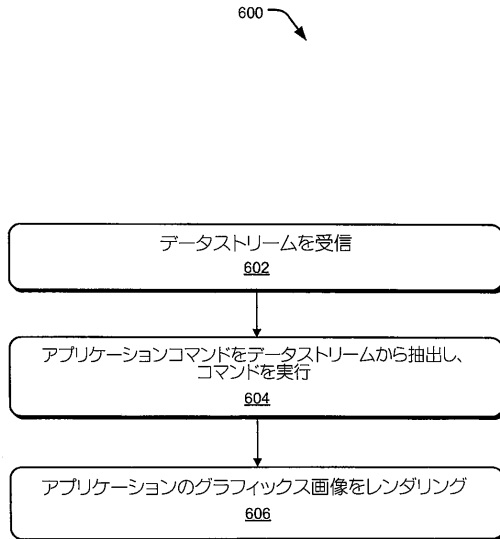 600
データストリームを受信
602
アプリケーションコマンドをデータストリームから抽出し、
コマンドを実行
604
アプリケーションのグラフィックス画像をレンダリング
606